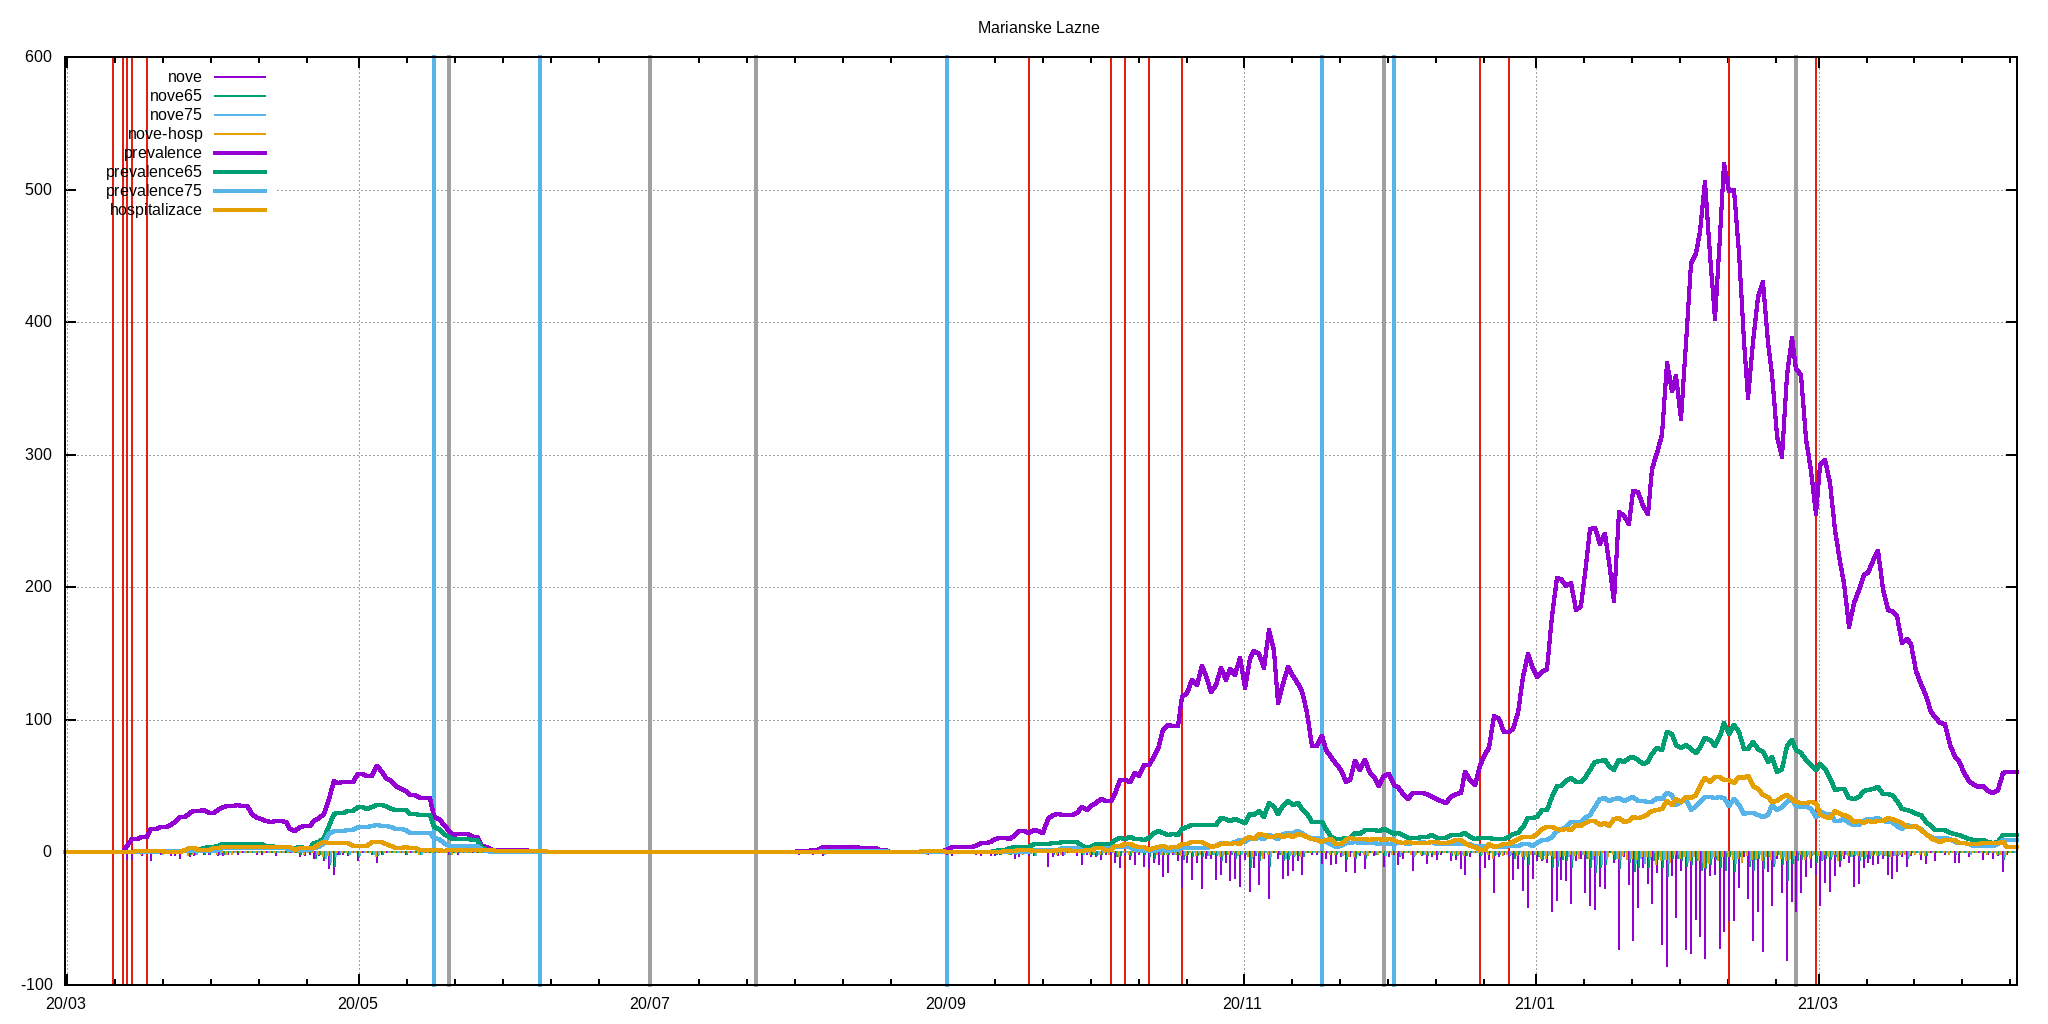 Marianske Lazne
600
500
400
300
200
100
0
-100
nove
nove65
nove75
nove-hosp
prevalence
prevalence65
prevalence75
hospitalizace
20/03 20/05 20/07 20/09 20/11 21/01 21/03